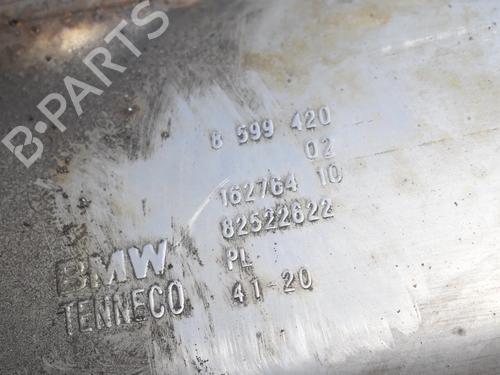 B-PARTS
8 599 420
02
162764 10
82522622
BMW PL
TENNECO 41-20